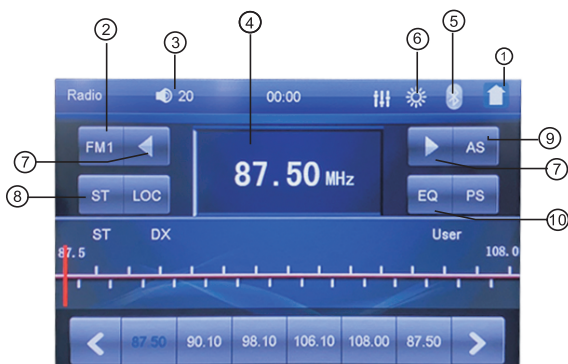 ② ③ ④ ⑥ ⑤ ①
Radio 20 00:00
FM1 AS ⑨
⑦ 87.50 MHz ⑦
⑧ ST LOC EQ PS
⑩
ST DX User
87.5 108.0
87.50 90.10 98.10 106.10 108.00 87.50